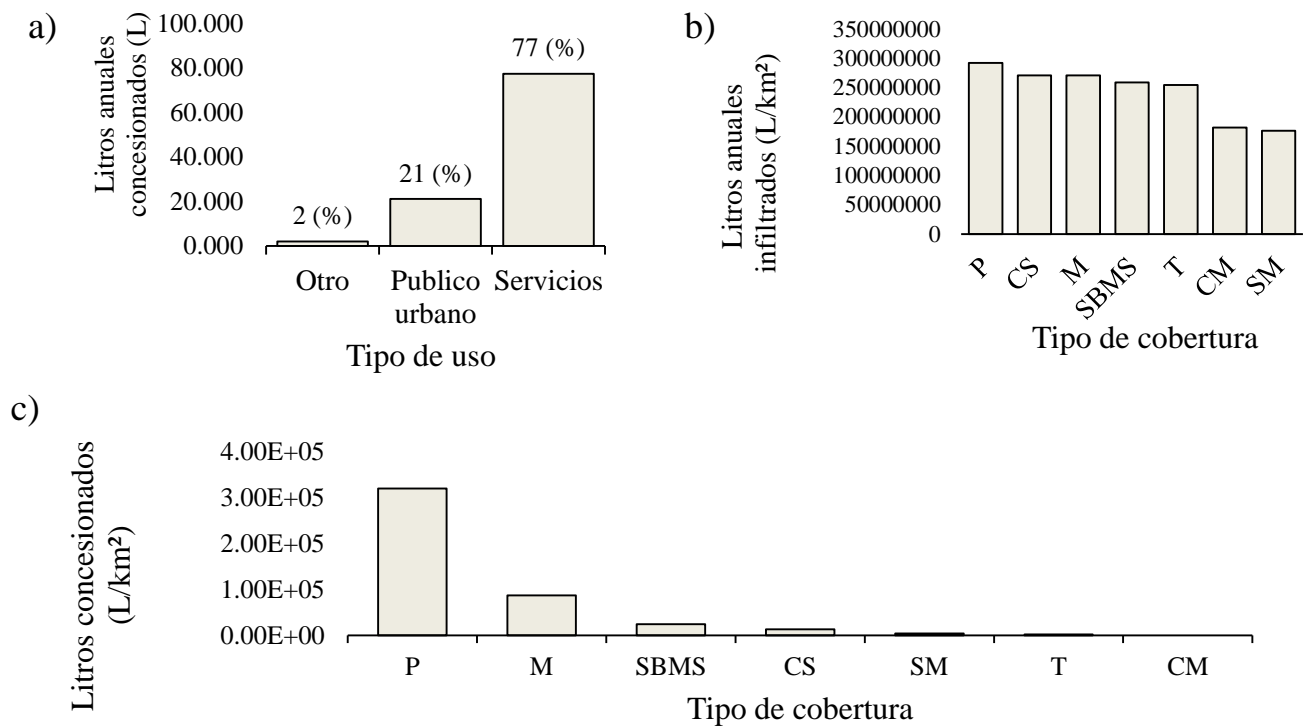 a)
Litros anuales
concesionados (L)
100.000
80.000
60.000
40.000
20.000
0.000
2 (%)
21 (%)
77 (%)
Otro
Publico
urbano
Servicios
Tipo de uso
b)
Litros anuales
infiltrados (L/km²)
350000000
300000000
250000000
200000000
150000000
100000000
50000000
0
P
CS
M
SBMS
T
CM
SM
Tipo de cobertura
c)
Litros concesionados
(L/km²)
4.00E+05
3.00E+05
2.00E+05
1.00E+05
0.00E+00
P
M
SBMS
CS
SM
T
CM
Tipo de cobertura